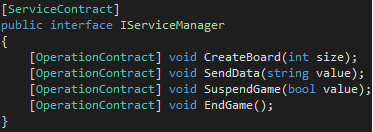 [ServiceContract]
public interface IServiceManager
{
    [OperationContract] void CreateBoard(int size);
    [OperationContract] void SendData(string value);
    [OperationContract] void SuspendGame(bool value);
    [OperationContract] void EndGame();
}